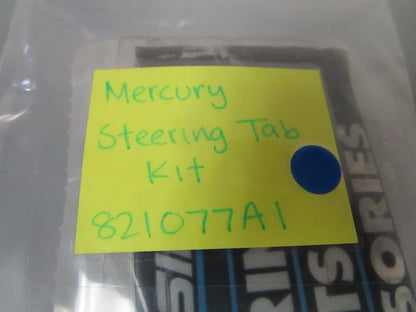 Mercury
Steering Tab
Kit
821077A1